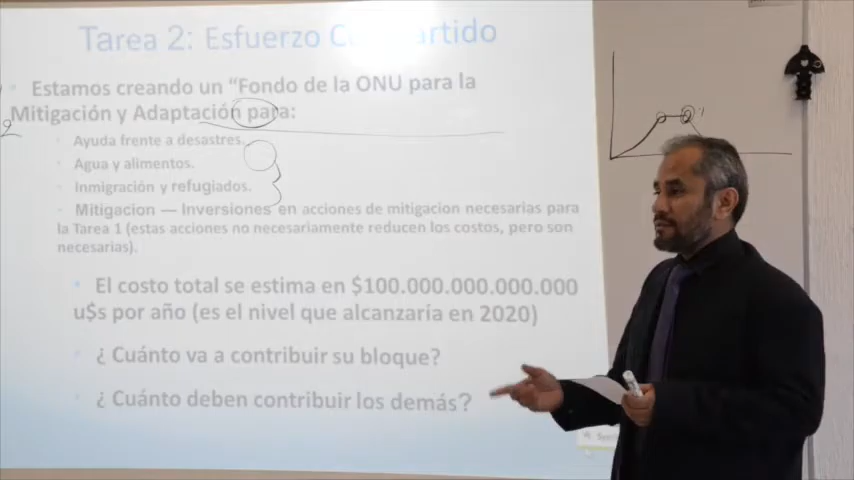 Tarea 2: Esfuerzo
Estamos creando un “Fondo de la ONU para la
Mitigación y Adaptación para:
Ayuda frente a desastres.
Agua y alimentos.
Inmigración y refugiados.
Mitigacion — Inversiones en acciones de mitigacion necesarias para
la Tarea 1 (estas acciones no necesariamente reducen los costos, pero son
necesarias).
El costo total se estima en $100.000.000.000.000
u$s por año (es el nivel que alcanzaría en 2020)
¿ Cuánto va a contribuir su bloque?
¿ Cuánto deben contribuir los demás?